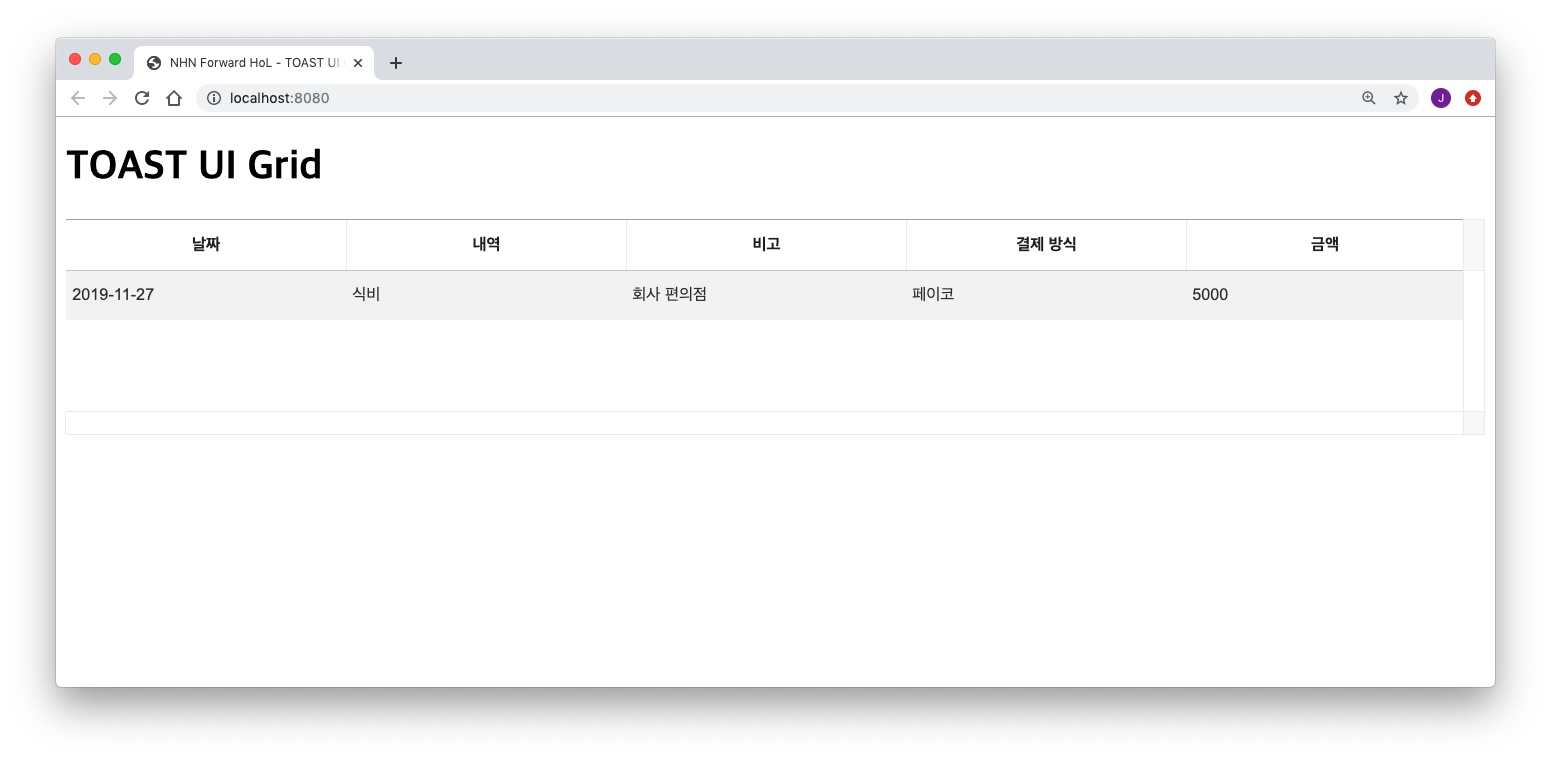 NHN Forward HoL - TOAST UI
localhost:8080
J
TOAST UI Grid
날짜 내역 비고 결제 방식 금액
2019-11-27 식비 회사 편의점 페이코 5000